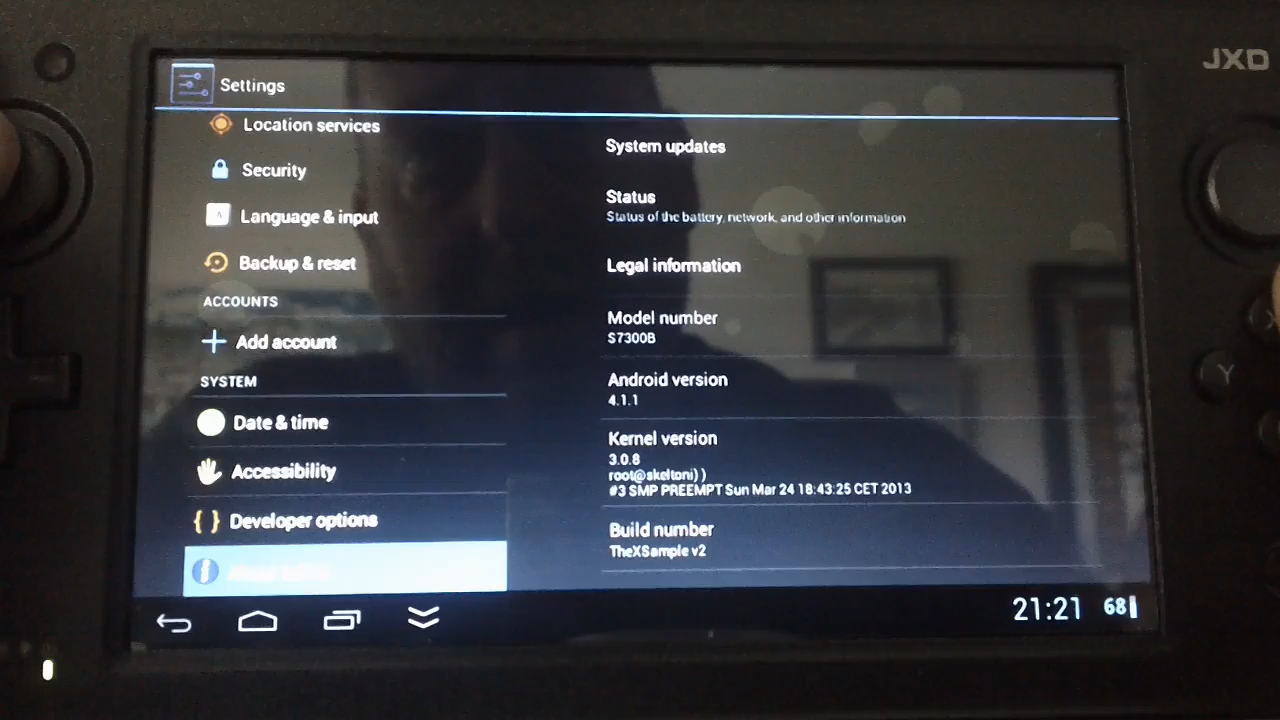 JXD
Settings
Location services
Security
Language & input
Backup & reset
ACCOUNTS
Add account
SYSTEM
Date & time
Accessibility
Developer options
System updates
Status
Status of the battery, network, and other information
Legal information
Model number
S7300B
Android version
4.1.1
Kernel version
3.0.8
root@skeltoni) )
#3 SMP PREEMPT Sun Mar 24 18:43:25 CET 2013
Build number
TheXSample v2
21:21
68
Y